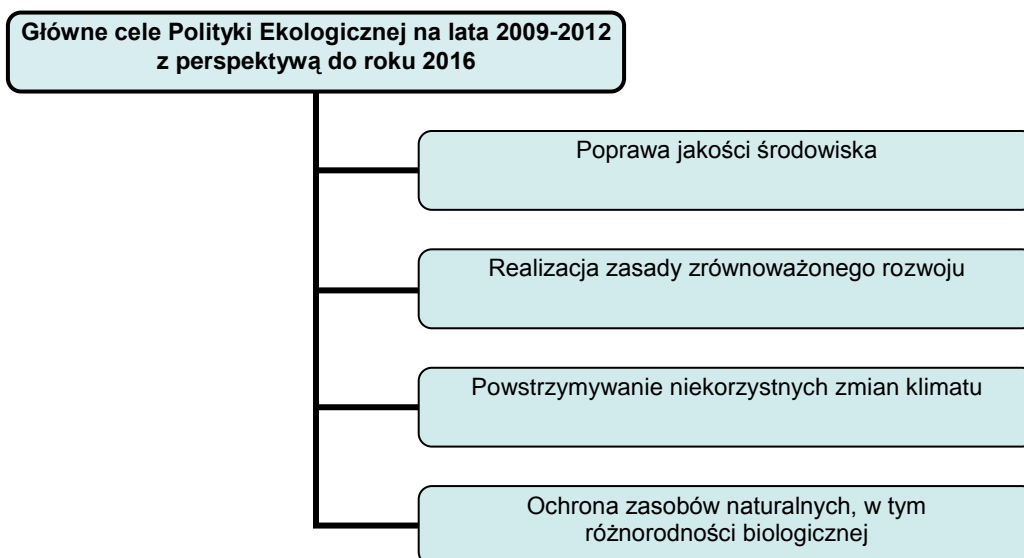 Główne cele Polityki Ekologicznej na lata 2009-2012
z perspektywą do roku 2016
Poprawa jakości środowiska
Realizacja zasady zrównoważonego rozwoju
Powstrzymywanie niekorzystnych zmian klimatu
Ochrona zasobów naturalnych, w tym
różnorodności biologicznej